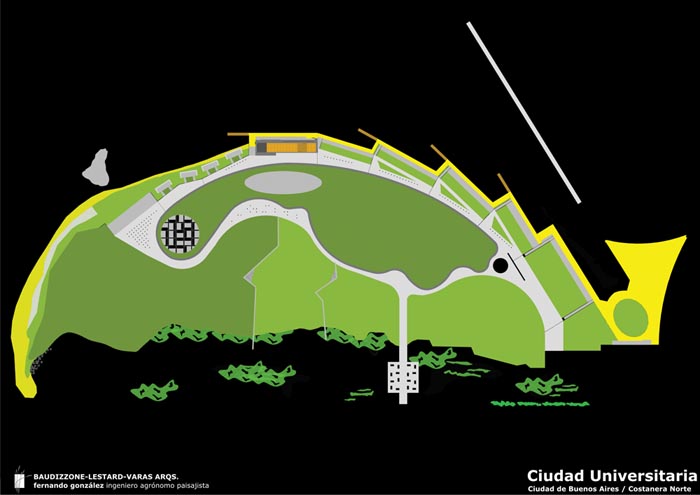 BAUDIZZONE-LESTARD-VARAS ARQS.
fernando gonzález ingeniero agrónomo paisajista
Ciudad Universitaria
Ciudad de Buenos Aires / Costanera Norte